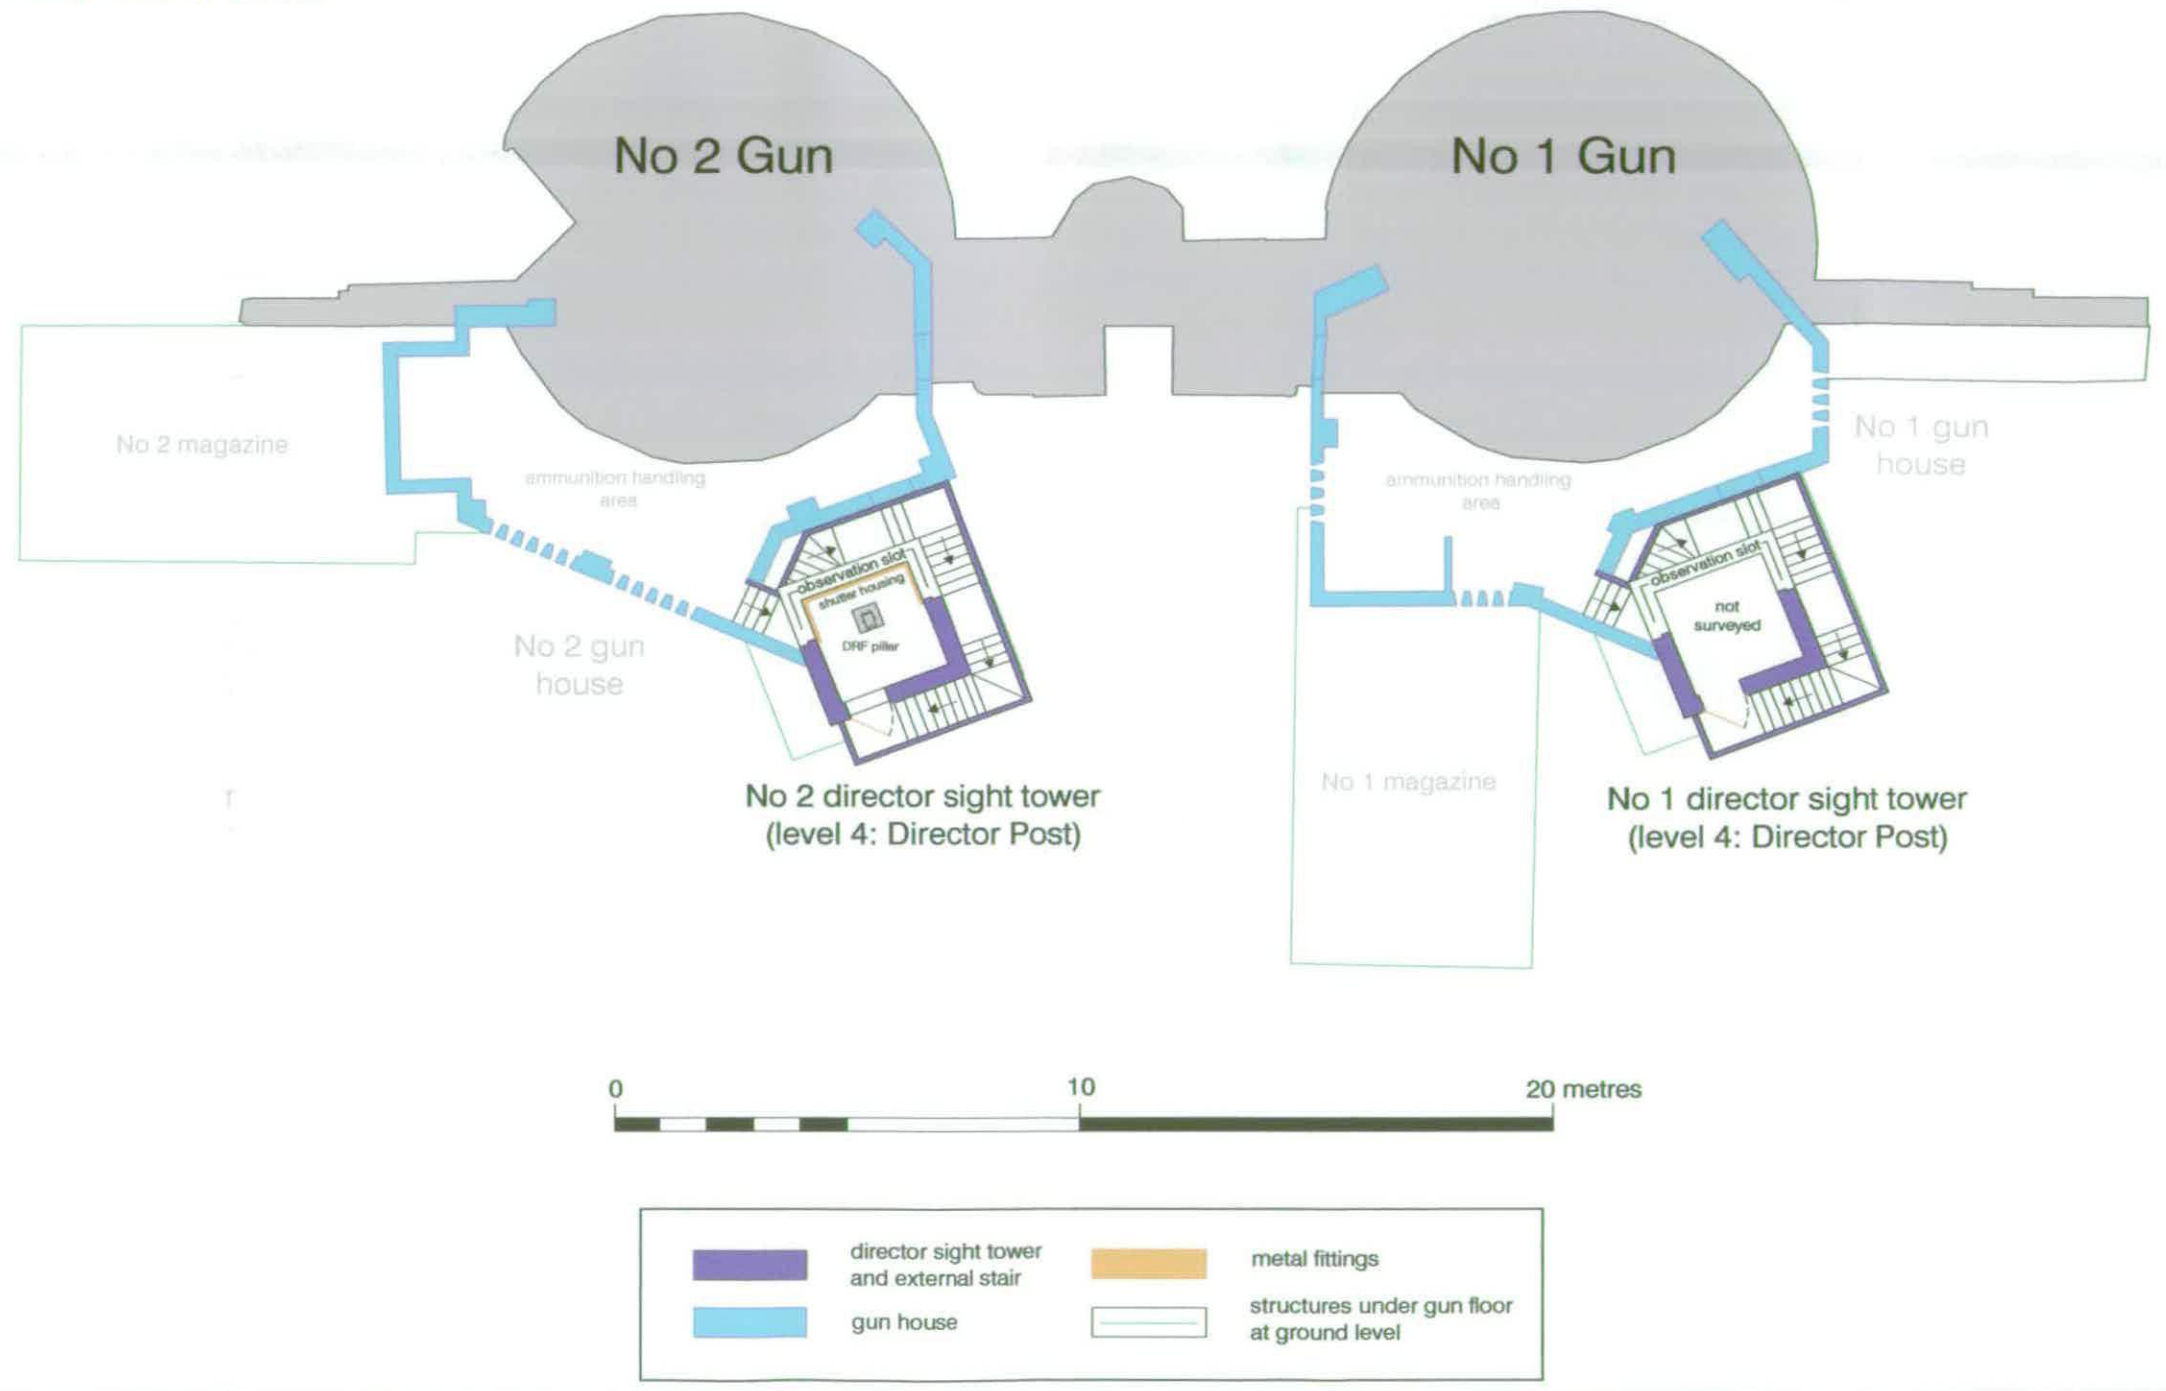 No 2 Gun
No 1 Gun
No 2 magazine
ammunition handling
area
ammunition handling
area
No 1 gun
house
observation slot
shutter housing
DRF pillar
observation slot
not
surveyed
No 2 gun
house
No 2 director sight tower
(level 4: Director Post)
No 1 magazine
No 1 director sight tower
(level 4: Director Post)
0
10
20 metres
director sight tower
and external stair
metal fittings
gun house
structures under gun floor
at ground level